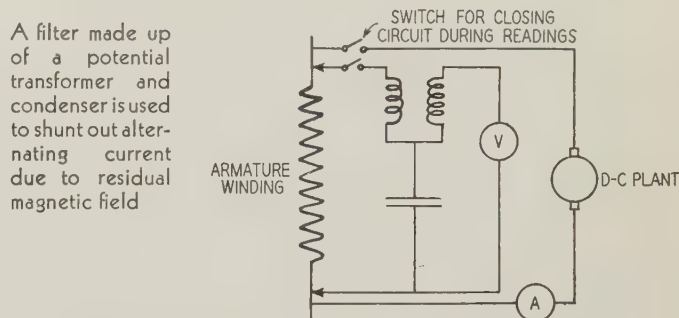 A filter made up
of a potential
transformer and
condenser is used
to shunt out alter-
nating current
due to residual
magnetic field
SWITCH FOR CLOSING
CIRCUIT DURING READINGS
ARMATURE
WINDING
V
D-C PLANT
A